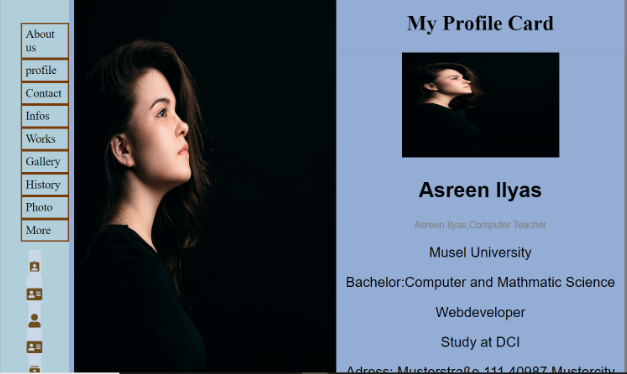 About
us
profile
Contact
Infos
Works
Gallery
History
Photo
More
My Profile Card
Asreen Ilyas
Asreen Ilyas,Computer Teacher
Musel University
Bachelor:Computer and Mathmatic Science
Webdeveloper
Study at DCI
Adress: Musterstraße 111 40987 Mustercity